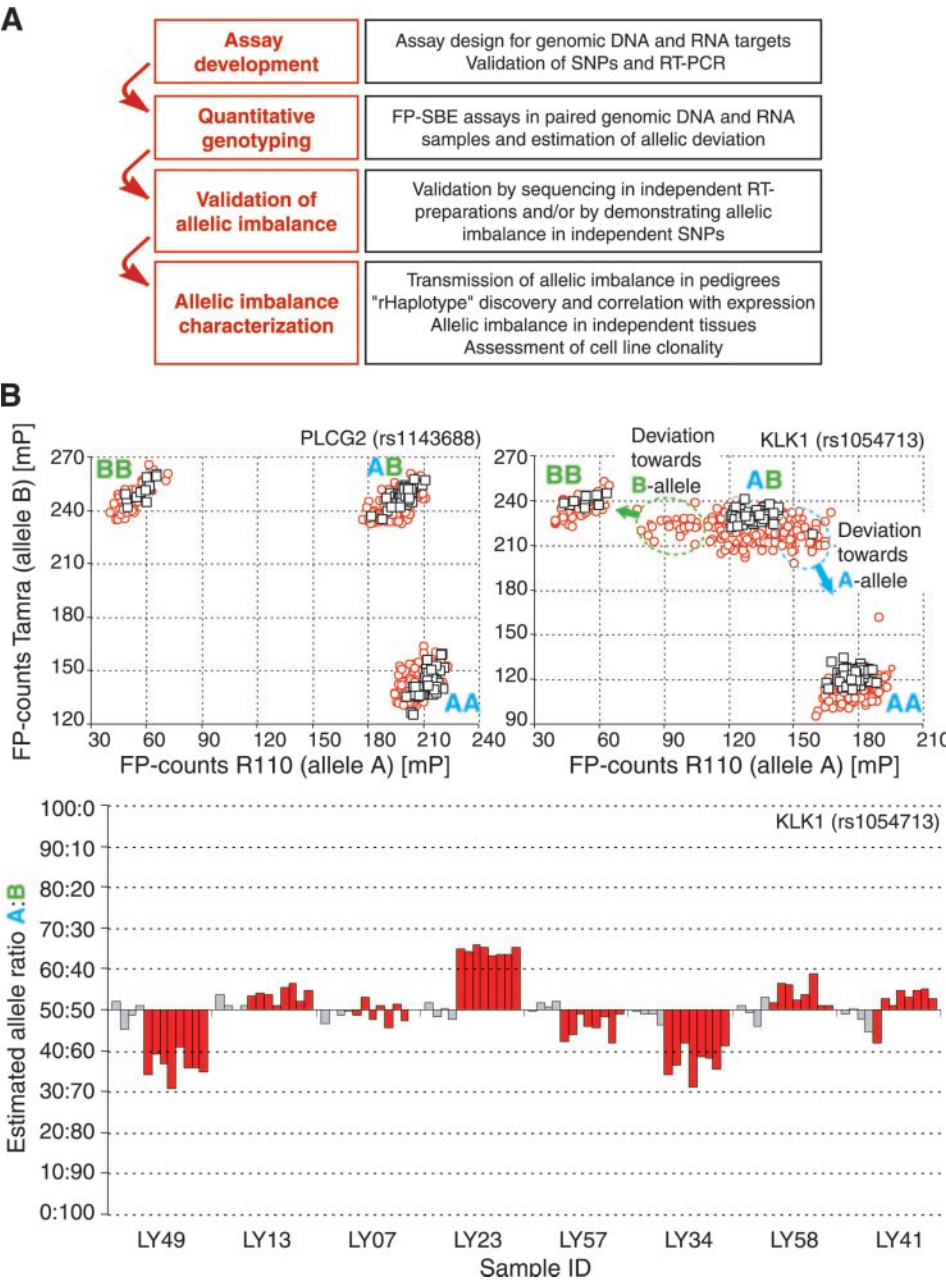 A
Assay
development
Assay design for genomic DNA and RNA targets
Validation of SNPs and RT-PCR
Quantitative
genotyping
FP-SBE assays in paired genomic DNA and RNA
samples and estimation of allelic deviation
Validation of
allelic imbalance
Validation by sequencing in independent RT-
preparations and/or by demonstrating allelic
imbalance in independent SNPs
Allelic imbalance
characterization
Transmission of allelic imbalance in pedigrees
"rHaplotype" discovery and correlation with expression
Allelic imbalance in independent tissues
Assessment of cell line clonality
B
FP-counts Tamra (allele B) [mP]
PLCG2 (rs1143688)
270
240
210
180
150
120
BB
AB
AA
30 60 90 120 150 180 210 240
FP-counts R110 (allele A) [mP]
KLK1 (rs1054713)
270
240
210
180
150
120
90
BB
Deviation
towards
B-allele
AB
Deviation
towards
A-allele
AA
30 60 90 120 150 180 210
FP-counts R110 (allele A) [mP]
KLK1 (rs1054713)
Estimated allele ratio A:B
100:0
90:10
80:20
70:30
60:40
50:50
40:60
30:70
20:80
10:90
0:100
LY49 LY13 LY07 LY23 LY57 LY34 LY58 LY41
Sample ID